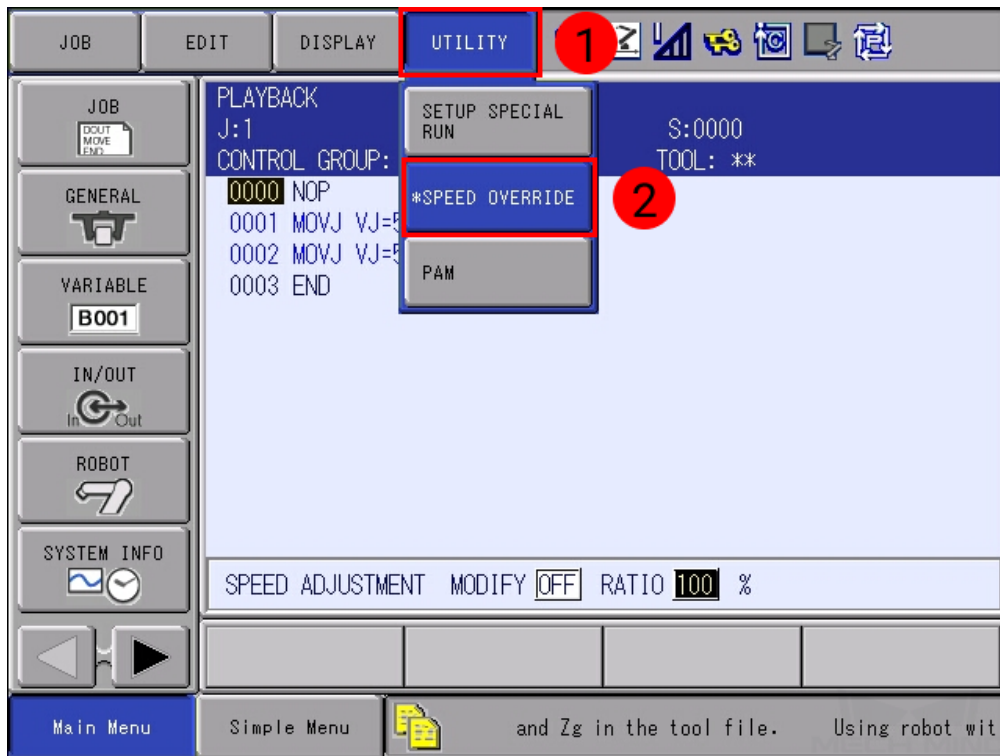 JOB
EDIT
DISPLAY
UTILITY
1
JOB
DOUT
MOVE
END
GENERAL
VARIABLE
B001
IN/OUT
In
Out
ROBOT
SYSTEM INFO
PLAYBACK
J:1
S:0000
CONTROL GROUP:
TOOL: **
SETUP SPECIAL
RUN
*SPEED OVERRIDE
2
PAM
0000 NOP
0001 MOVJ VJ=5
0002 MOVJ VJ=5
0003 END
SPEED ADJUSTMENT MODIFY OFF RATIO 100 %
Main Menu
Simple Menu
and Zg in the tool file. Using robot wit